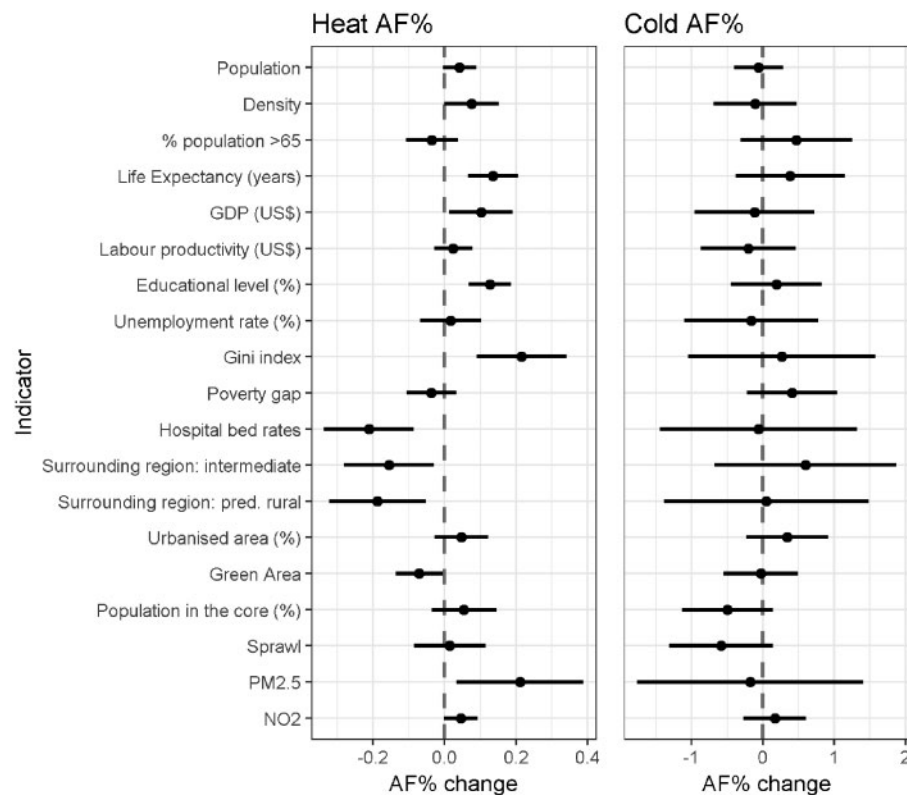 Heat AF%
Cold AF%
Indicator
Population
Density
% population >65
Life Expectancy (years)
GDP (US$)
Labour productivity (US$)
Educational level (%)
Unemployment rate (%)
Gini index
Poverty gap
Hospital bed rates
Surrounding region: intermediate
Surrounding region: pred. rural
Urbanised area (%)
Green Area
Population in the core (%)
Sprawl
PM2.5
NO2
-0.2 0.0 0.2 0.4
-1 0 1 2
AF% change
AF% change